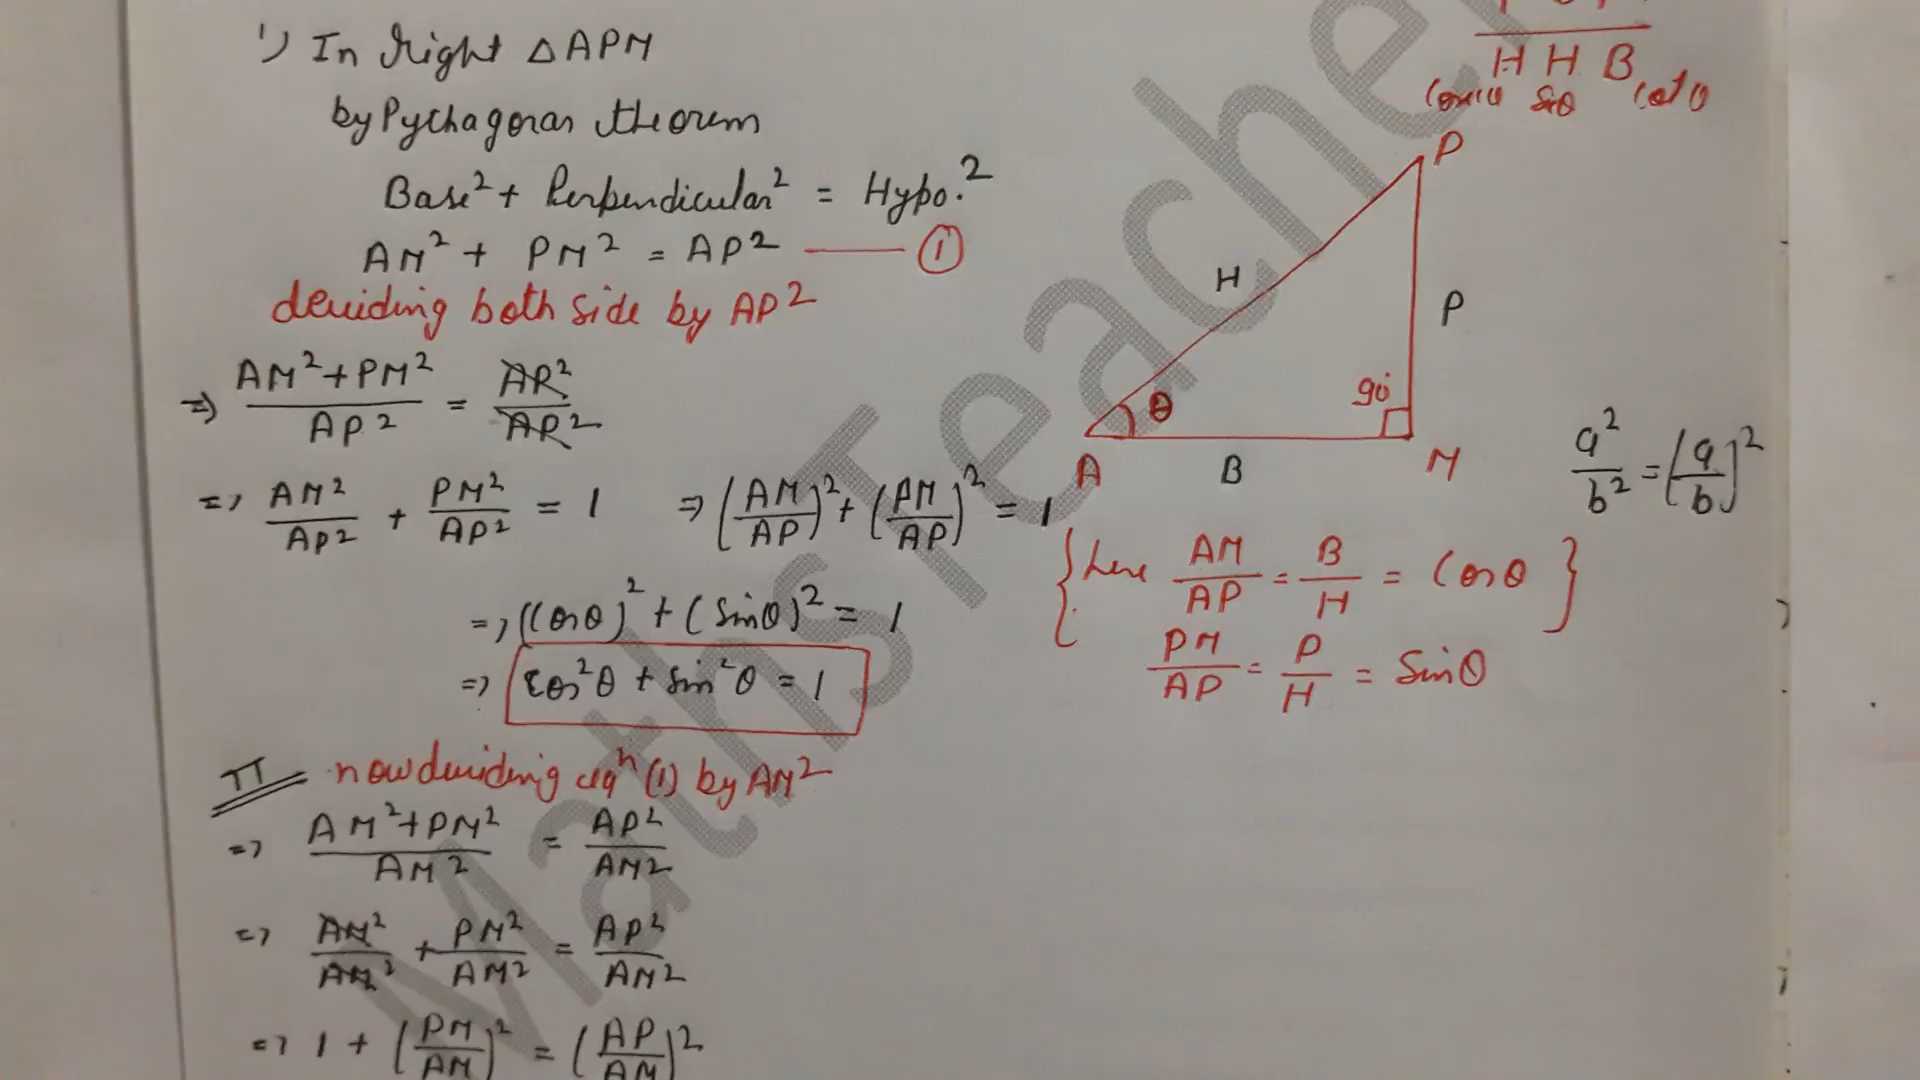 1) In Right △APM
by Pythagoras theorem
Base² + Perpendicular² = Hypo.²
AM² + PM² = AP² —— ①
deviding both side by AP²
=> AM²+PM² / AP² = AP² / AP²
=> AM²/AP² + PM²/AP² = 1 => (AM/AP)² + (PM/AP)² = 1
=> (Cosθ)² + (Sinθ)² = 1
=> Cos²θ + Sin²θ = 1
II now deviding eqⁿ (1) by AM²
=> AM²+PM² / AM² = AP² / AM²
=> AM²/AM² + PM²/AM² = AP²/AM²
=> 1 + (PM/AM)² = (AP/AM)²
H H B
Cotθ
P
H
P
90°
θ
A
B
M
a²/b² = (a/b)²
{here AM/AP = B/H = Cosθ}
PM/AP = P/H = Sinθ
Maths Teacher